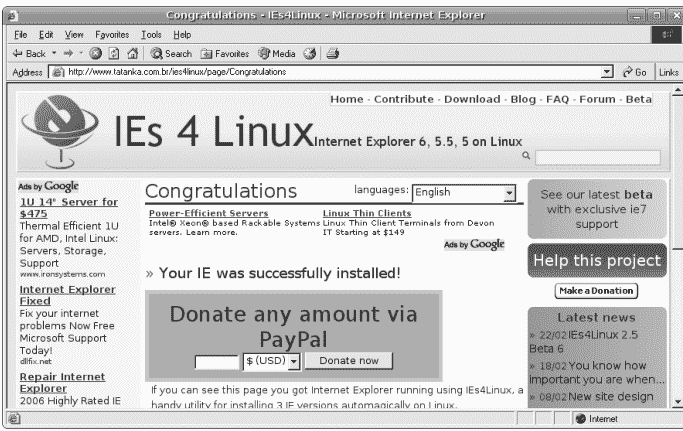 Congratulations - IEs4Linux - Microsoft Internet Explorer
File Edit View Favorites Tools Help
Back Search Favorites Media
Address http://www.tatanka.com.br/ies4linux/page/Congratulations Go Links
Home - Contribute - Download - Blog - FAQ - Forum - Beta
IEs 4 Linux Internet Explorer 6, 5.5, 5 on Linux
Ads by Google
1U 14" Server for
$475
Thermal Efficient 1U
for AMD, Intel Linux:
Servers, Storage,
Support
www.ironsystems.com
Internet Explorer
Fixed
Fix your internet
problems Now Free
Microsoft Support
Today!
dllfix.net
Repair Internet
Explorer
2006 Highly Rated IE
Congratulations languages: English
Power-Efficient Servers
Intel® Xeon® based Rackable Systems
servers. Learn more.
Linux Thin Clients
Linux Thin Client Terminals from Devon
IT Starting at $149
Ads by Google
» Your IE was successfully installed!
Donate any amount via
PayPal
$ (USD) Donate now
If you can see this page you got Internet Explorer running using IEs4Linux, a
handy utility for installing 3 IE versions automagically on Linux.
See our latest beta
with exclusive ie7
support
Help this project
Make a Donation
Latest news
» 22/02 IEs4Linux 2.5
Beta 6
» 18/02 You know how
important you are when...
» 08/02 New site design
Internet